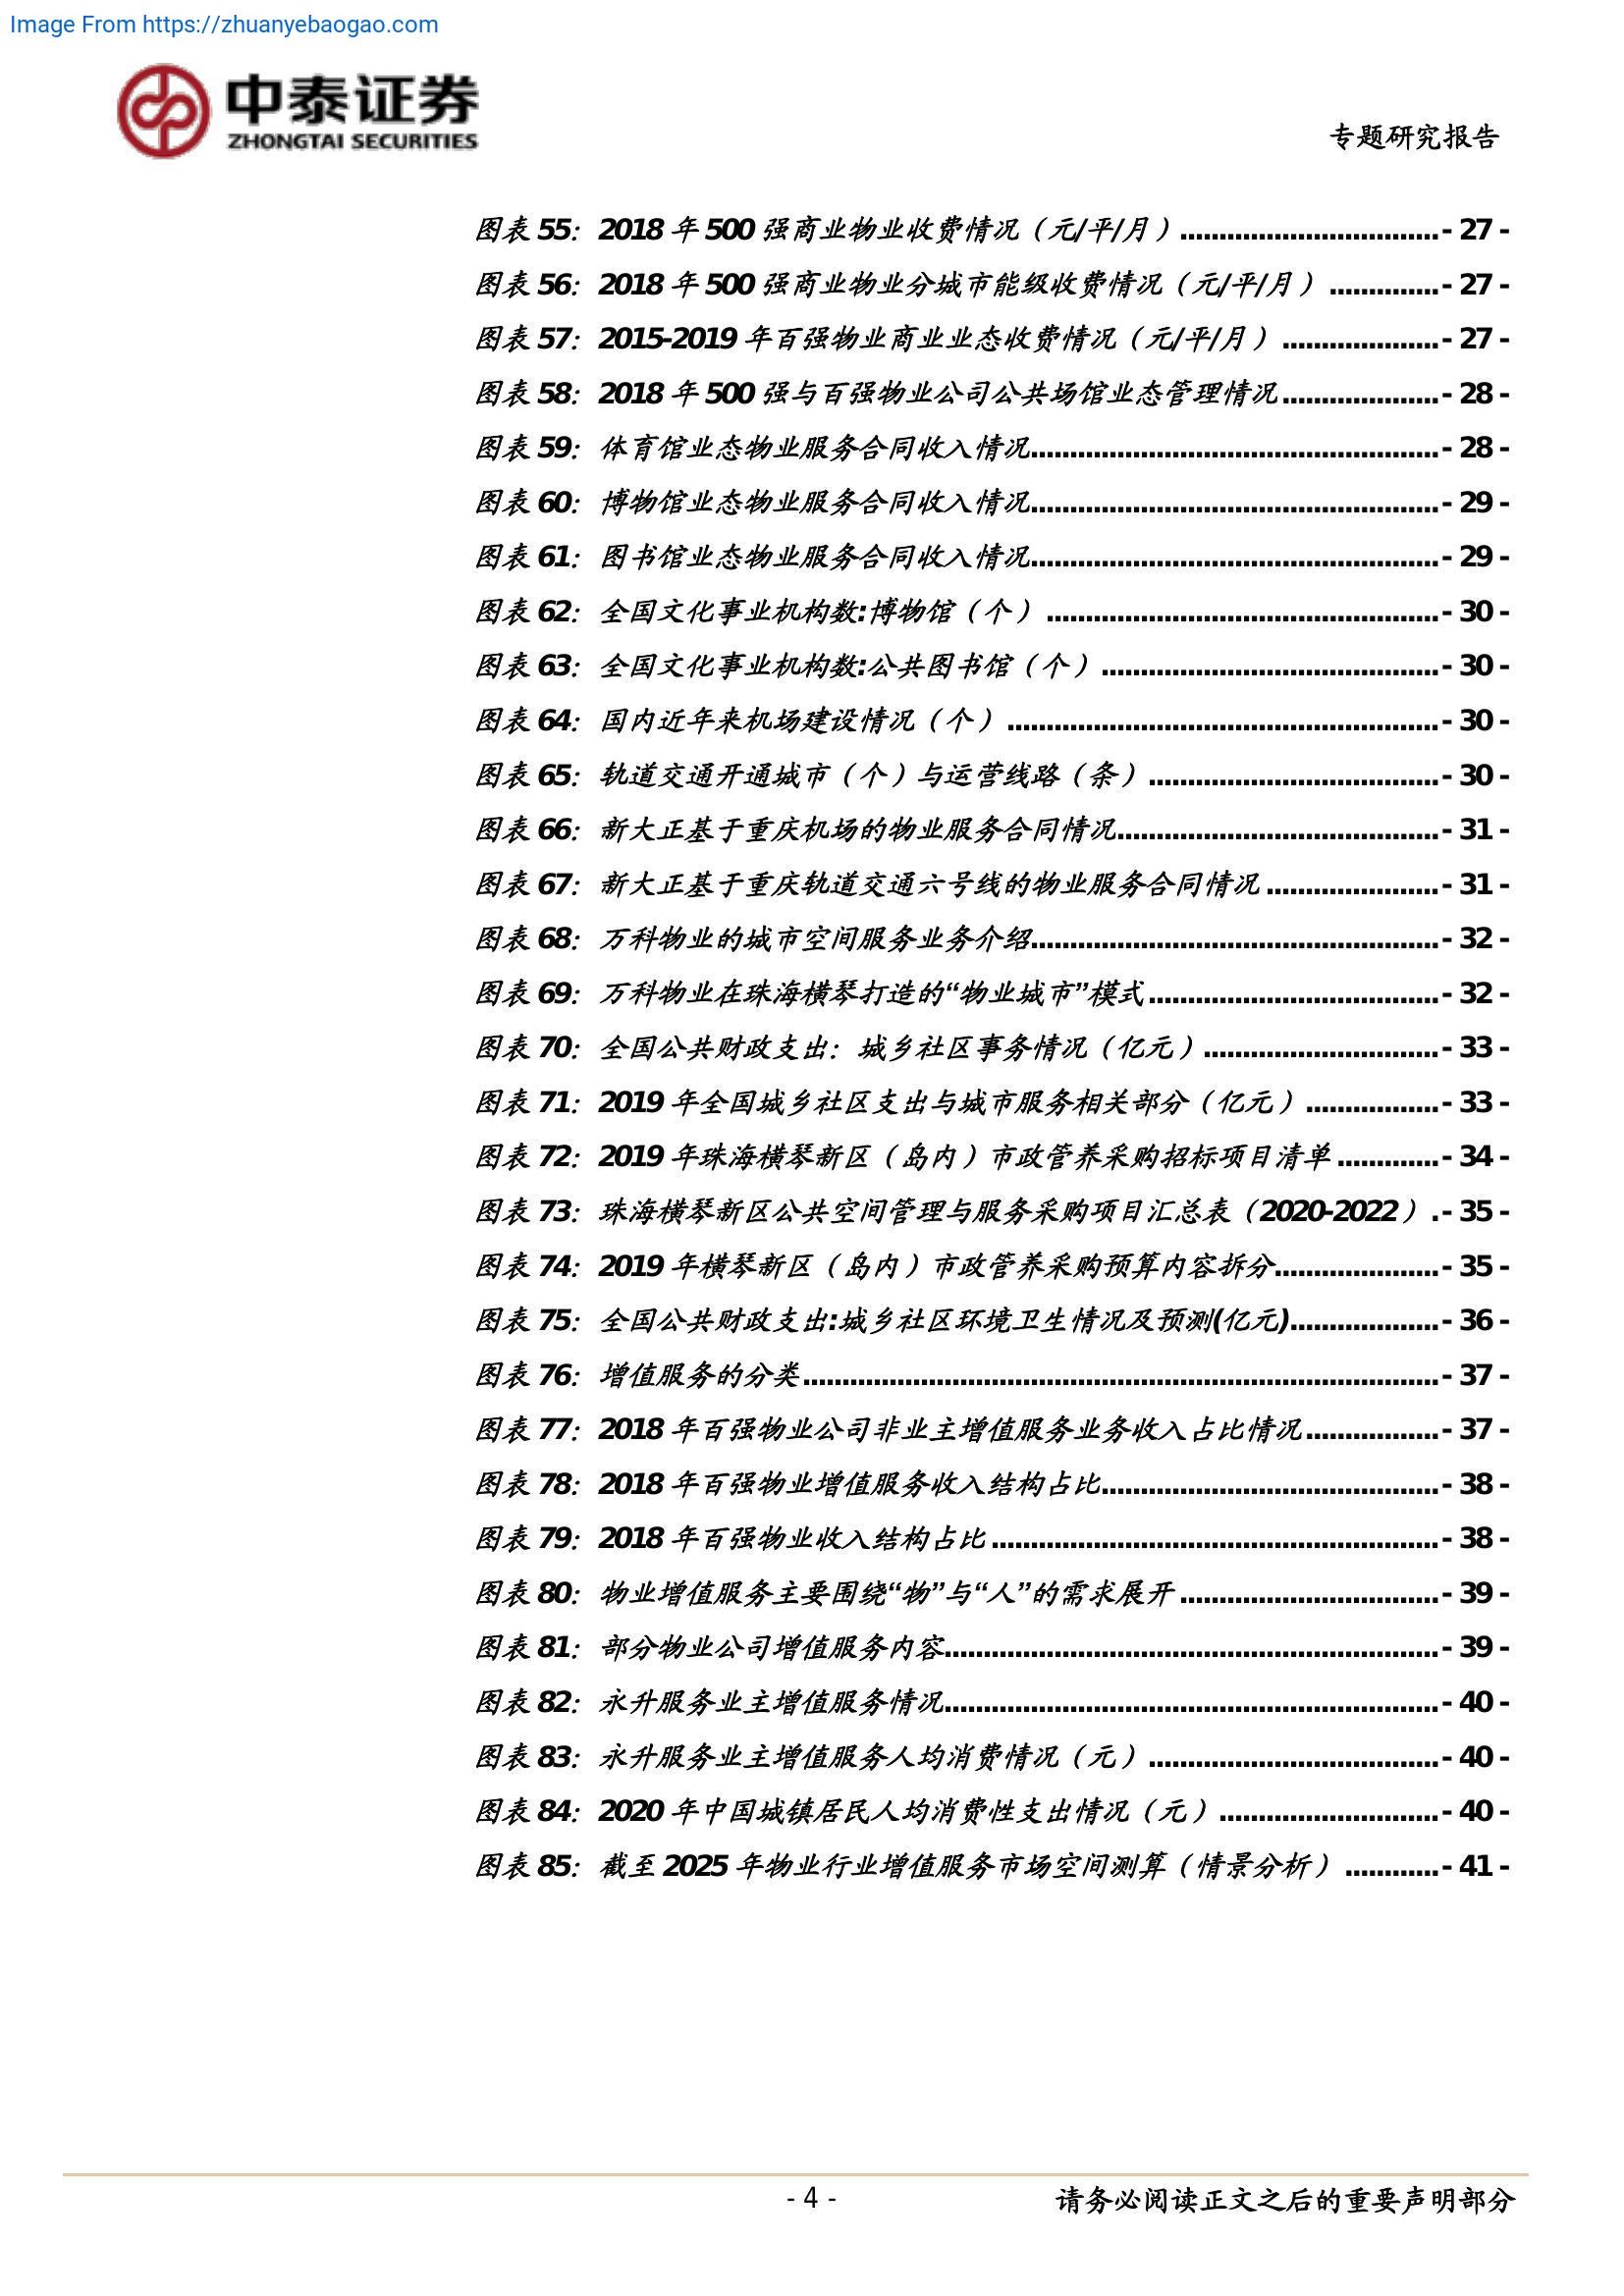 Image From https://zhuanyebaogao.com
中泰证券
ZHONGTAI SECURITIES
专题研究报告
图表 55：2018 年 500 强商业物业收费情况（元/平/月）.................................- 27 -
图表 56：2018 年 500 强商业物业分城市能级收费情况（元/平/月）..............- 27 -
图表 57：2015-2019 年百强物业商业业态收费情况（元/平/月）....................- 27 -
图表 58：2018 年 500 强与百强物业公司公共场馆业态管理情况....................- 28 -
图表 59：体育馆业态物业服务合同收入情况....................................................- 28 -
图表 60：博物馆业态物业服务合同收入情况....................................................- 29 -
图表 61：图书馆业态物业服务合同收入情况....................................................- 29 -
图表 62：全国文化事业机构数:博物馆（个）..................................................- 30 -
图表 63：全国文化事业机构数:公共图书馆（个）...........................................- 30 -
图表 64：国内近年来机场建设情况（个）.......................................................- 30 -
图表 65：轨道交通开通城市（个）与运营线路（条）.....................................- 30 -
图表 66：新大正基于重庆机场的物业服务合同情况.........................................- 31 -
图表 67：新大正基于重庆轨道交通六号线的物业服务合同情况......................- 31 -
图表 68：万科物业的城市空间服务业务介绍....................................................- 32 -
图表 69：万科物业在珠海横琴打造的“物业城市”模式.....................................- 32 -
图表 70：全国公共财政支出：城乡社区事务情况（亿元）..............................- 33 -
图表 71：2019 年全国城乡社区支出与城市服务相关部分（亿元）.................- 33 -
图表 72：2019 年珠海横琴新区（岛内）市政管养采购招标项目清单.............- 34 -
图表 73：珠海横琴新区公共空间管理与服务采购项目汇总表（2020-2022）.- 35 -
图表 74：2019 年横琴新区（岛内）市政管养采购预算内容拆分.....................- 35 -
图表 75：全国公共财政支出:城乡社区环境卫生情况及预测(亿元)...................- 36 -
图表 76：增值服务的分类.................................................................................- 37 -
图表 77：2018 年百强物业公司非业主增值服务业务收入占比情况.................- 37 -
图表 78：2018 年百强物业增值服务收入结构占比...........................................- 38 -
图表 79：2018 年百强物业收入结构占比.........................................................- 38 -
图表 80：物业增值服务主要围绕“物”与“人”的需求展开.................................- 39 -
图表 81：部分物业公司增值服务内容...............................................................- 39 -
图表 82：永升服务业主增值服务情况...............................................................- 40 -
图表 83：永升服务业主增值服务人均消费情况（元）.....................................- 40 -
图表 84：2020 年中国城镇居民人均消费性支出情况（元）............................- 40 -
图表 85：截至 2025 年物业行业增值服务市场空间测算（情景分析）............- 41 -
- 4 -
请务必阅读正文之后的重要声明部分